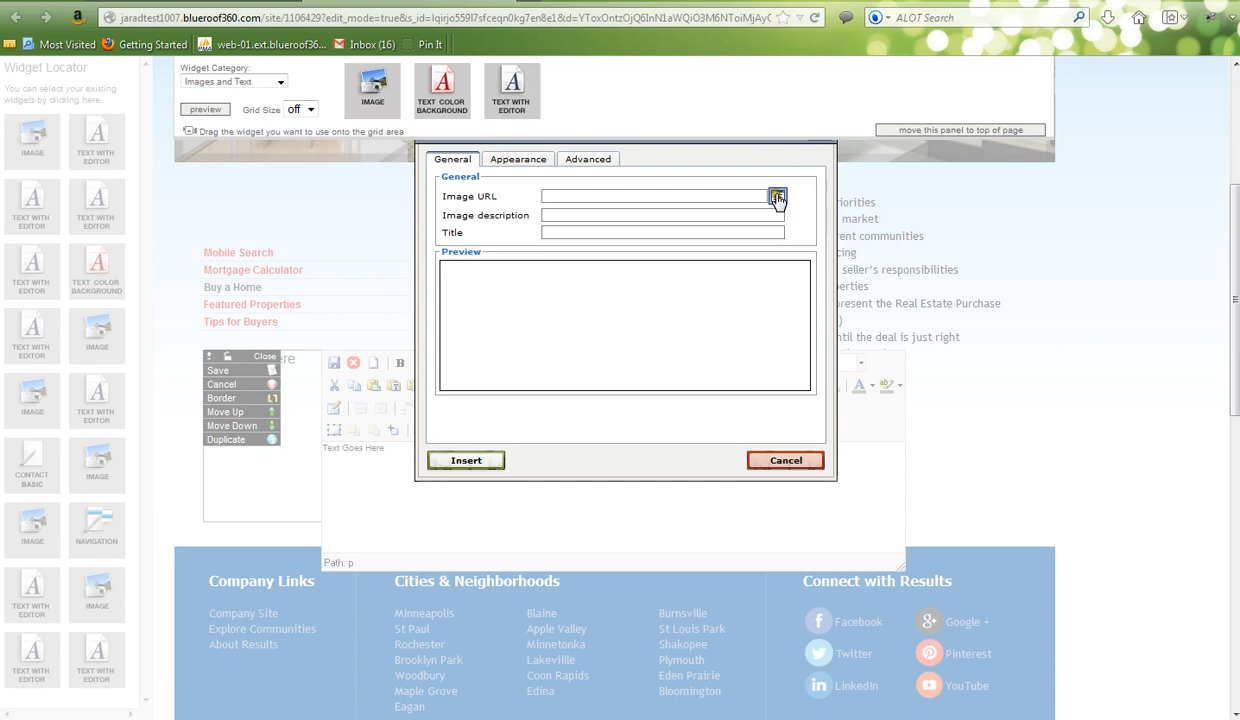 jaradtest1007.blueroof360.com/site/1106429?edit_mode=true&s_id=
ALOT Search
Most Visited
Getting Started
web-01.ext.blueroof36...
Inbox (16)
Pin It
Widget Locator
You can select your existing
widgets by clicking here.
IMAGE
TEXT WITH
EDITOR
TEXT WITH
EDITOR
TEXT WITH
EDITOR
TEXT WITH
EDITOR
TEXT COLOR
BACKGROUND
TEXT WITH
EDITOR
IMAGE
IMAGE
TEXT WITH
EDITOR
CONTACT
BASIC
IMAGE
IMAGE
NAVIGATION
TEXT WITH
EDITOR
IMAGE
TEXT WITH
EDITOR
TEXT WITH
EDITOR
Widget Category:
Images and Text
preview
Grid Size
off
IMAGE
TEXT COLOR
BACKGROUND
TEXT WITH
EDITOR
Drag the widget you want to use onto the grid area
move this panel to top of page
General
Appearance
Advanced
General
Image URL
Image description
Title
Preview
Insert
Cancel
Mobile Search
Mortgage Calculator
Buy a Home
Featured Properties
Tips for Buyers
market
rent communities
seller's responsibilities
present the Real Estate Purchase
until the deal is just right
Close
Save
Cancel
Border
Move Up
Move Down
Duplicate
Text Goes Here
Path: p
Company Links
Company Site
Explore Communities
About Results
Cities & Neighborhoods
Minneapolis
St Paul
Rochester
Brooklyn Park
Woodbury
Maple Grove
Eagan
Blaine
Apple Valley
Minnetonka
Lakeville
Coon Rapids
Edina
Burnsville
St Louis Park
Shakopee
Plymouth
Eden Prairie
Bloomington
Connect with Results
Facebook
Google +
Twitter
Pinterest
LinkedIn
YouTube